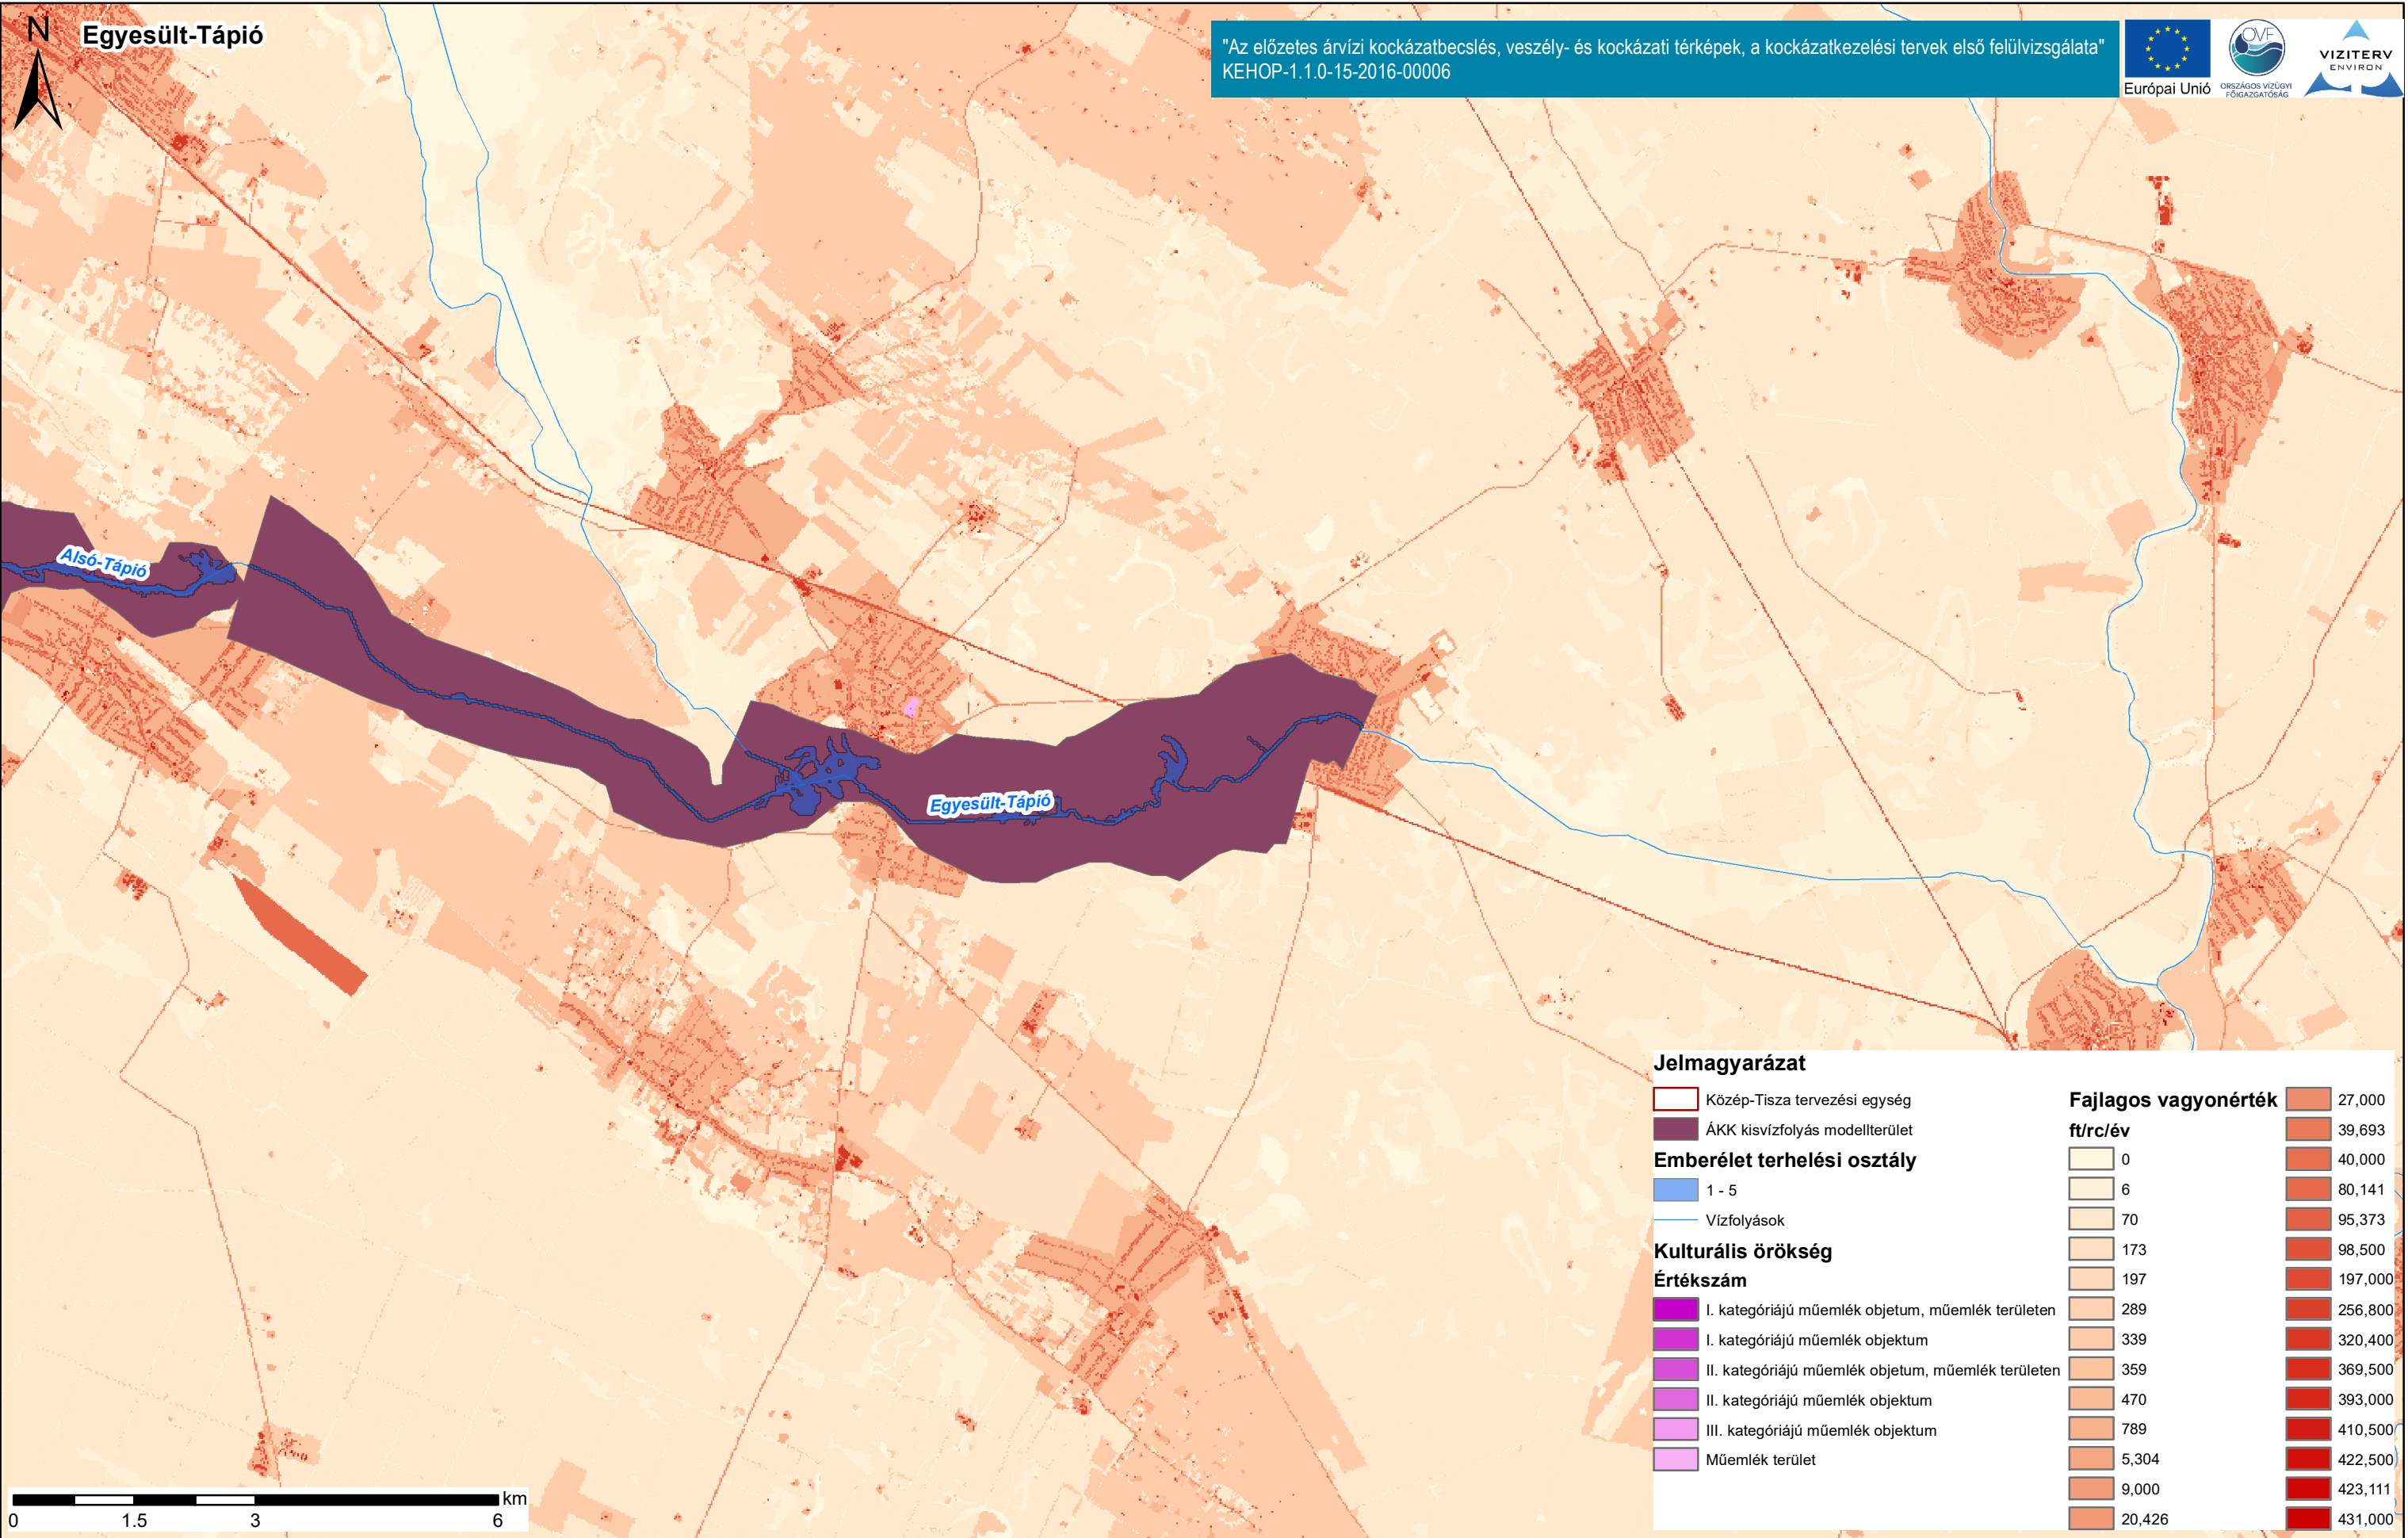 N
Egyesült-Tápió
"Az előzetes árvízi kockázatbecslés, veszély- és kockázati térképek, a kockázatkezelési tervek első felülvizsgálata"
KEHOP-1.1.0-15-2016-00006
Európai Unió
OVF
ORSZÁGOS VÍZÜGYI
FŐIGAZGATÓSÁG
VIZITERV
ENVIRON
Alsó-Tápió
Egyesült-Tápió
Jelmagyarázat
Közép-Tisza tervezési egység
ÁKK kisvízfolyás modellterület
Emberélet terhelési osztály
1 - 5
Vízfolyások
Kulturális örökség
Értékszám
I. kategóriájú műemlék objetum, műemlék területen
I. kategóriájú műemlék objektum
II. kategóriájú műemlék objetum, műemlék területen
II. kategóriájú műemlék objektum
III. kategóriájú műemlék objektum
Műemlék terület
Fajlagos vagyonérték
ft/rc/év
0
6
70
173
197
289
339
359
470
789
5,304
9,000
20,426
27,000
39,693
40,000
80,141
95,373
98,500
197,000
256,800
320,400
369,500
393,000
410,500
422,500
423,111
431,000
km
0 1.5 3 6